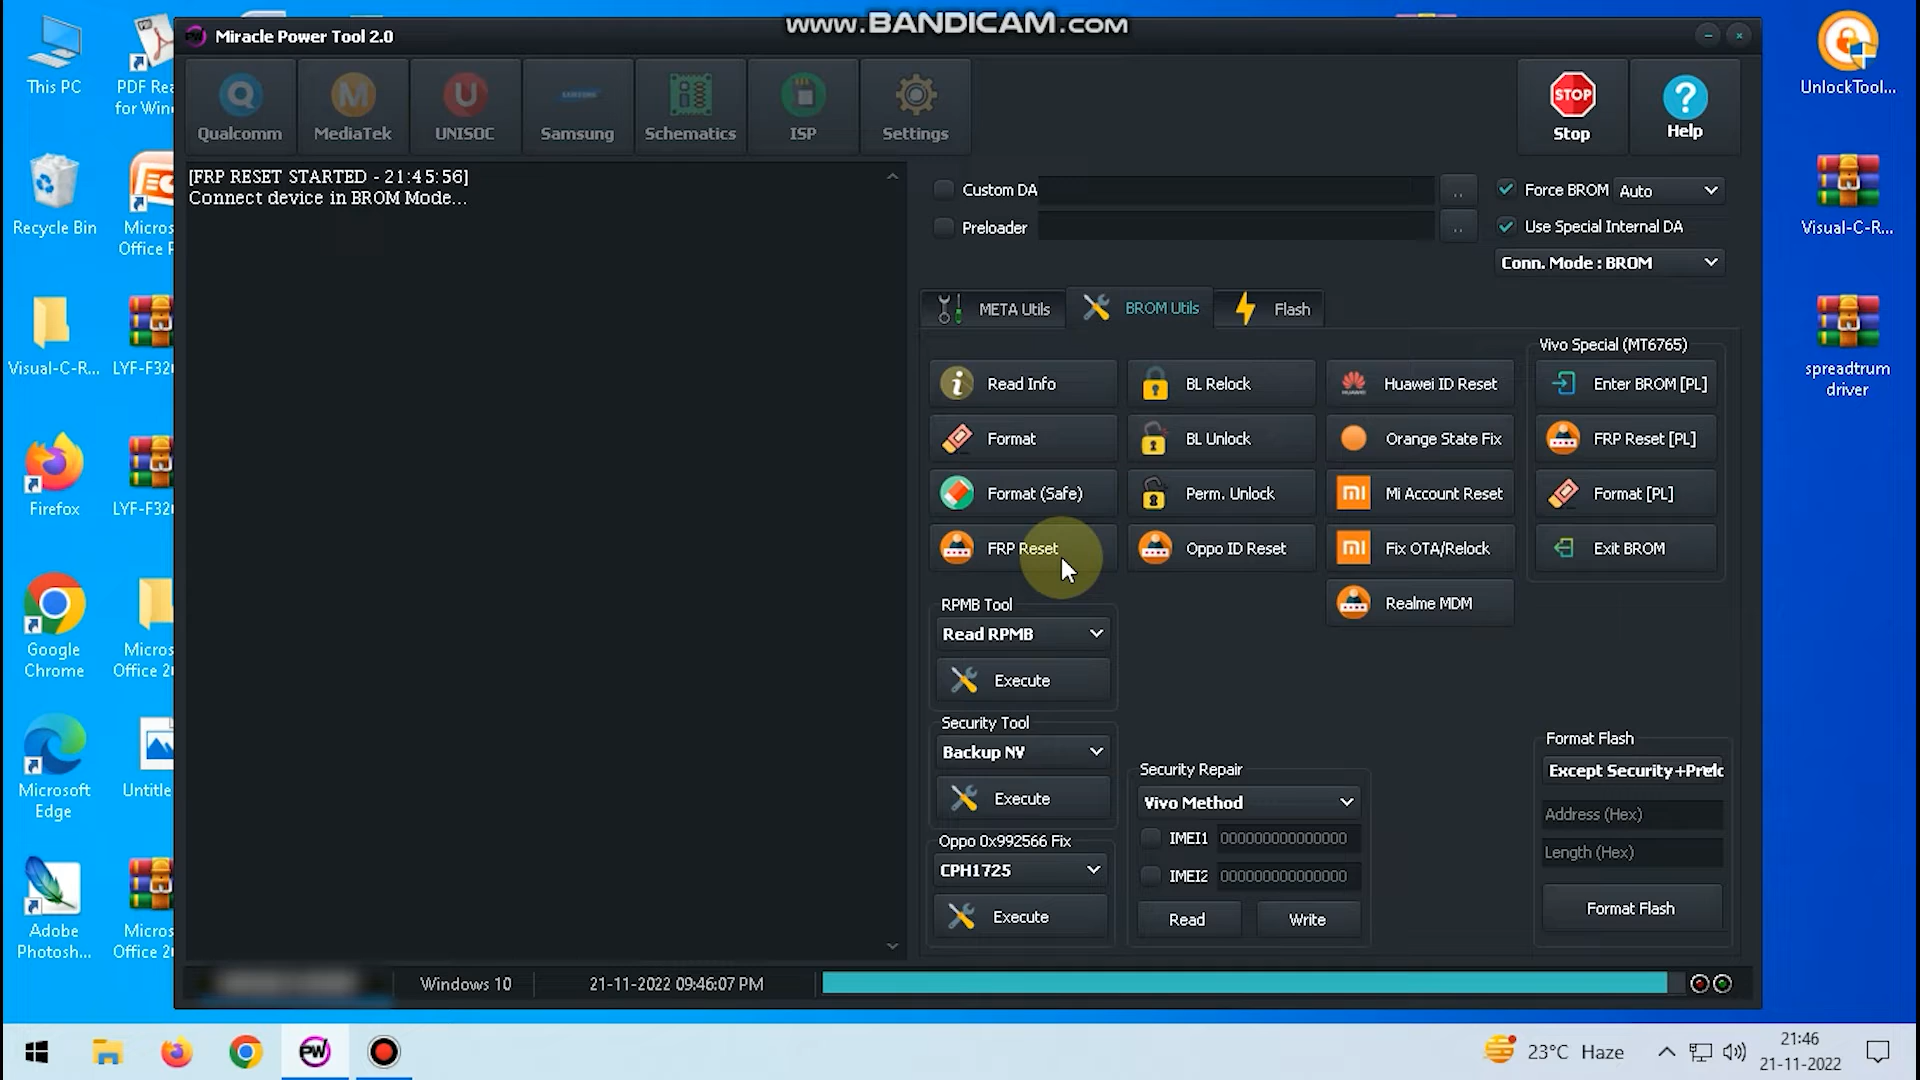 www.BANDICAM.com
This PC
PDF Rea
for Win
Recycle Bin
Micros
Office P
Visual-C-R...
LYF-F32
Firefox
LYF-F32
Google
Chrome
Micros
Office 2
Microsoft
Edge
Untitle
Adobe
Photosh...
Micros
Office 2
Miracle Power Tool 2.0
Qualcomm
MediaTek
UNISOC
SAMSUNG
Samsung
Schematics
ISP
Settings
STOP
Stop
Help
[FRP RESET STARTED - 21:45:56]
Connect device in BROM Mode...
Custom DA
..
Force BROM
Auto
Preloader
..
Use Special Internal DA
Conn. Mode : BROM
META Utils
BROM Utils
Flash
Read Info
BL Relock
HUAWEI
Huawei ID Reset
Format
BL Unlock
Orange State Fix
Format (Safe)
Perm. Unlock
Mi Account Reset
FRP Reset
Oppo ID Reset
Fix OTA/Relock
Realme MDM
Vivo Special (MT6765)
Enter BROM [PL]
FRP Reset [PL]
Format [PL]
Exit BROM
RPMB Tool
Read RPMB
Execute
Security Tool
Backup NV
Execute
Oppo 0x992566 Fix
CPH1725
Execute
Security Repair
Vivo Method
IMEI1
000000000000000
IMEI2
000000000000000
Read
Write
Format Flash
Except Security+Prelo
Address (Hex)
Length (Hex)
Format Flash
Windows 10
21-11-2022 09:46:07 PM
UnlockTool...
Visual-C-R...
spreadtrum
driver
PW
23°C Haze
21:46
21-11-2022